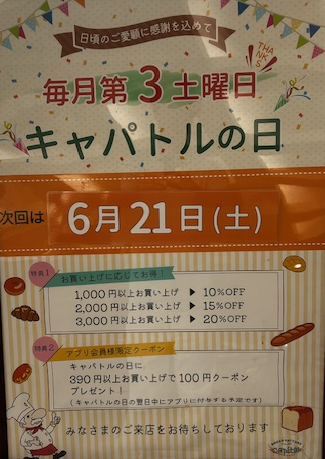 日頃のご愛顧に感謝を込めて
THANKS
毎月第3土曜日
キャパトルの日
次回は
6月21日(土)
特典1
お買い上げに応じてお得!
1,000円以上お買い上げ ▶ 10%OFF
2,000円以上お買い上げ ▶ 15%OFF
3,000円以上お買い上げ ▶ 20%OFF
特典2
アプリ会員様限定クーポン
キャパトルの日に
390円以上お買い上げで100円クーポン
プレゼント!
(キャパトルの日の翌日中にアプリに付与する予定です)
みなさまのご来店をお待ちしております